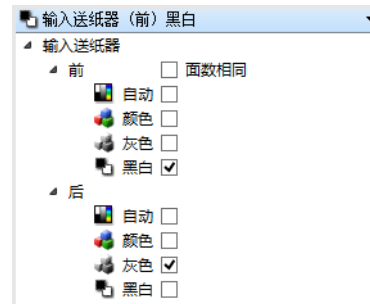 输入送纸器（前）黑白
输入送纸器
前 面数相同
自动
颜色
灰色
黑白
后
自动
颜色
灰色
黑白